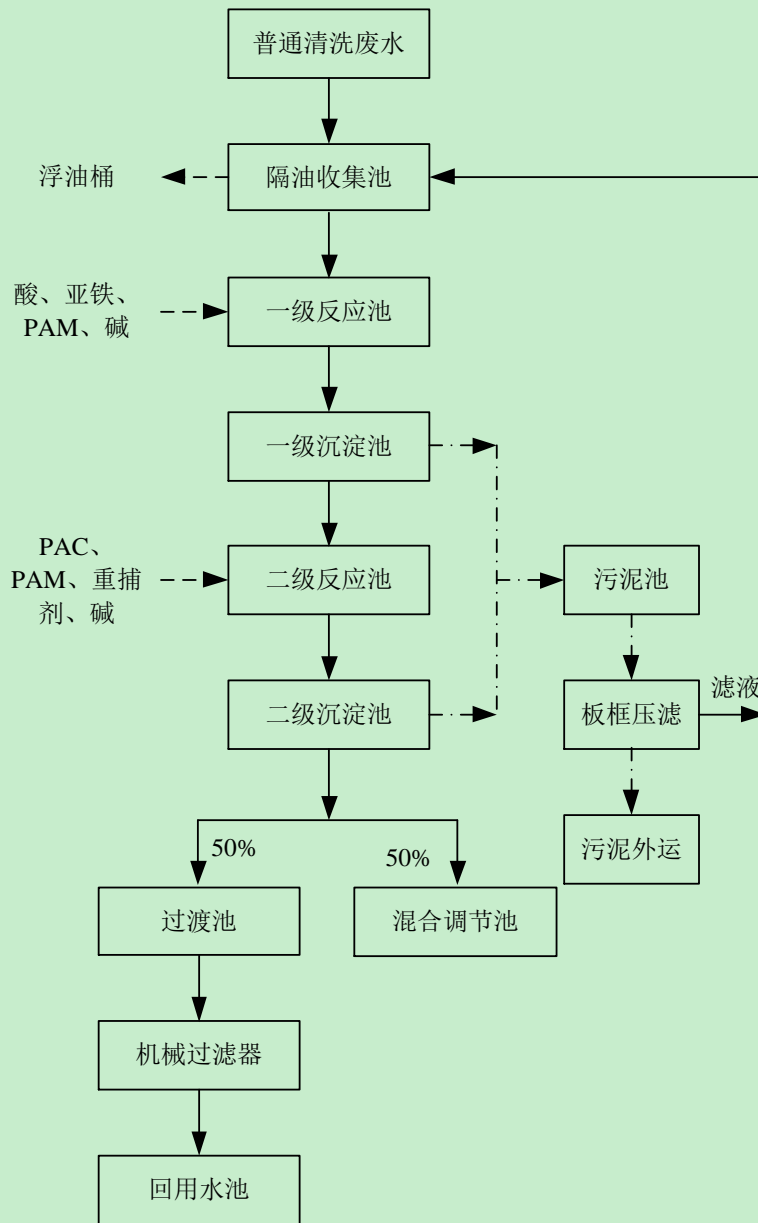 普通清洗废水
浮油桶
隔油收集池
酸、亚铁、
PAM、碱
一级反应池
一级沉淀池
PAC、
PAM、重捕
剂、碱
二级反应池
污泥池
二级沉淀池
板框压滤
滤液
50%
50%
污泥外运
过渡池
混合调节池
机械过滤器
回用水池